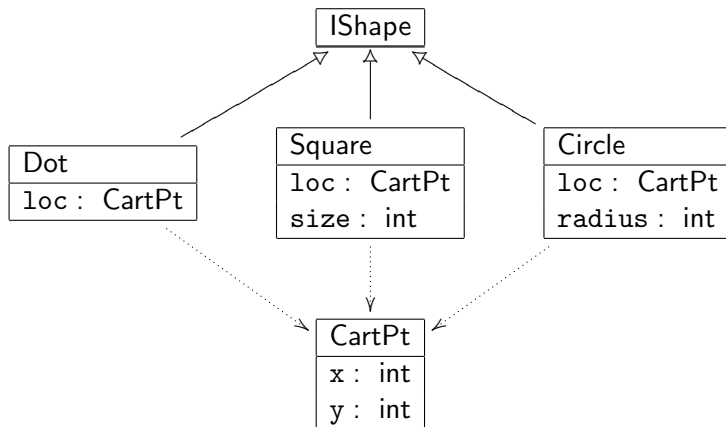 IShape
Dot
loc : CartPt
Square
loc : CartPt
size : int
Circle
loc : CartPt
radius : int
CartPt
x : int
y : int